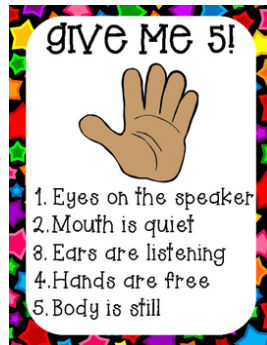 GIVE ME 5!
1. Eyes on the speaker
2. Mouth is quiet
3. Ears are listening
4. Hands are free
5. Body is still